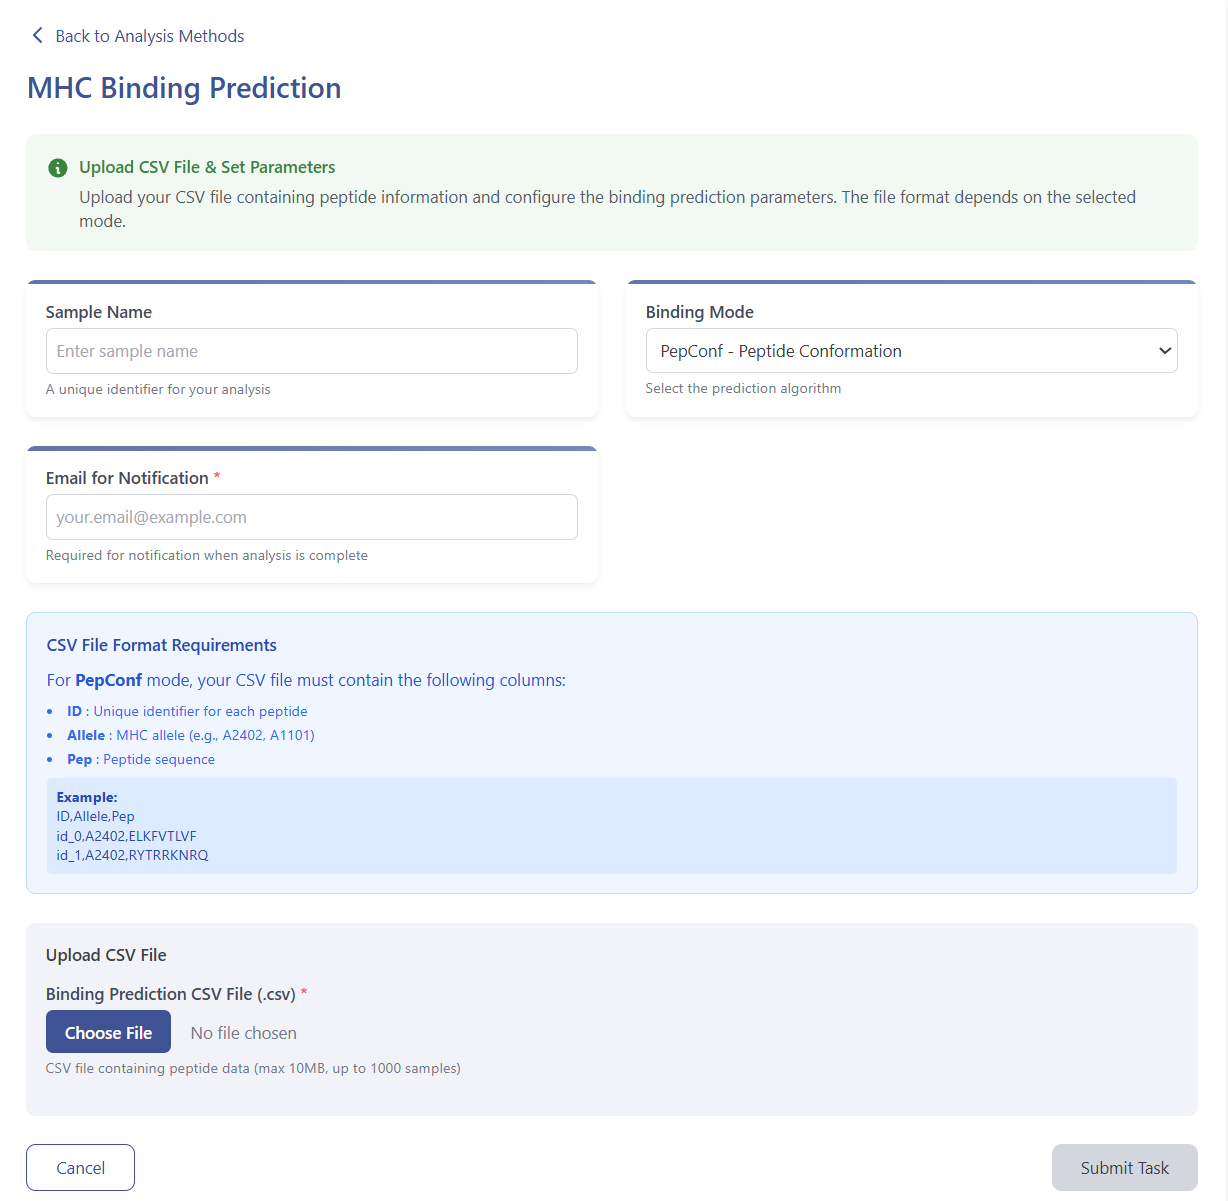 Back to Analysis Methods
MHC Binding Prediction
Upload CSV File & Set Parameters
Upload your CSV file containing peptide information and configure the binding prediction parameters. The file format depends on the selected
mode.
Sample Name
Enter sample name
A unique identifier for your analysis
Binding Mode
PepConf - Peptide Conformation
Select the prediction algorithm
Email for Notification *
your.email@example.com
Required for notification when analysis is complete
CSV File Format Requirements
For PepConf mode, your CSV file must contain the following columns:
• ID : Unique identifier for each peptide
• Allele : MHC allele (e.g., A2402, A1101)
• Pep : Peptide sequence
Example:
ID,Allele,Pep
id_0,A2402,ELKFVTLVF
id_1,A2402,RYTRRKNRQ
Upload CSV File
Binding Prediction CSV File (.csv) *
Choose File No file chosen
CSV file containing peptide data (max 10MB, up to 1000 samples)
Cancel
Submit Task